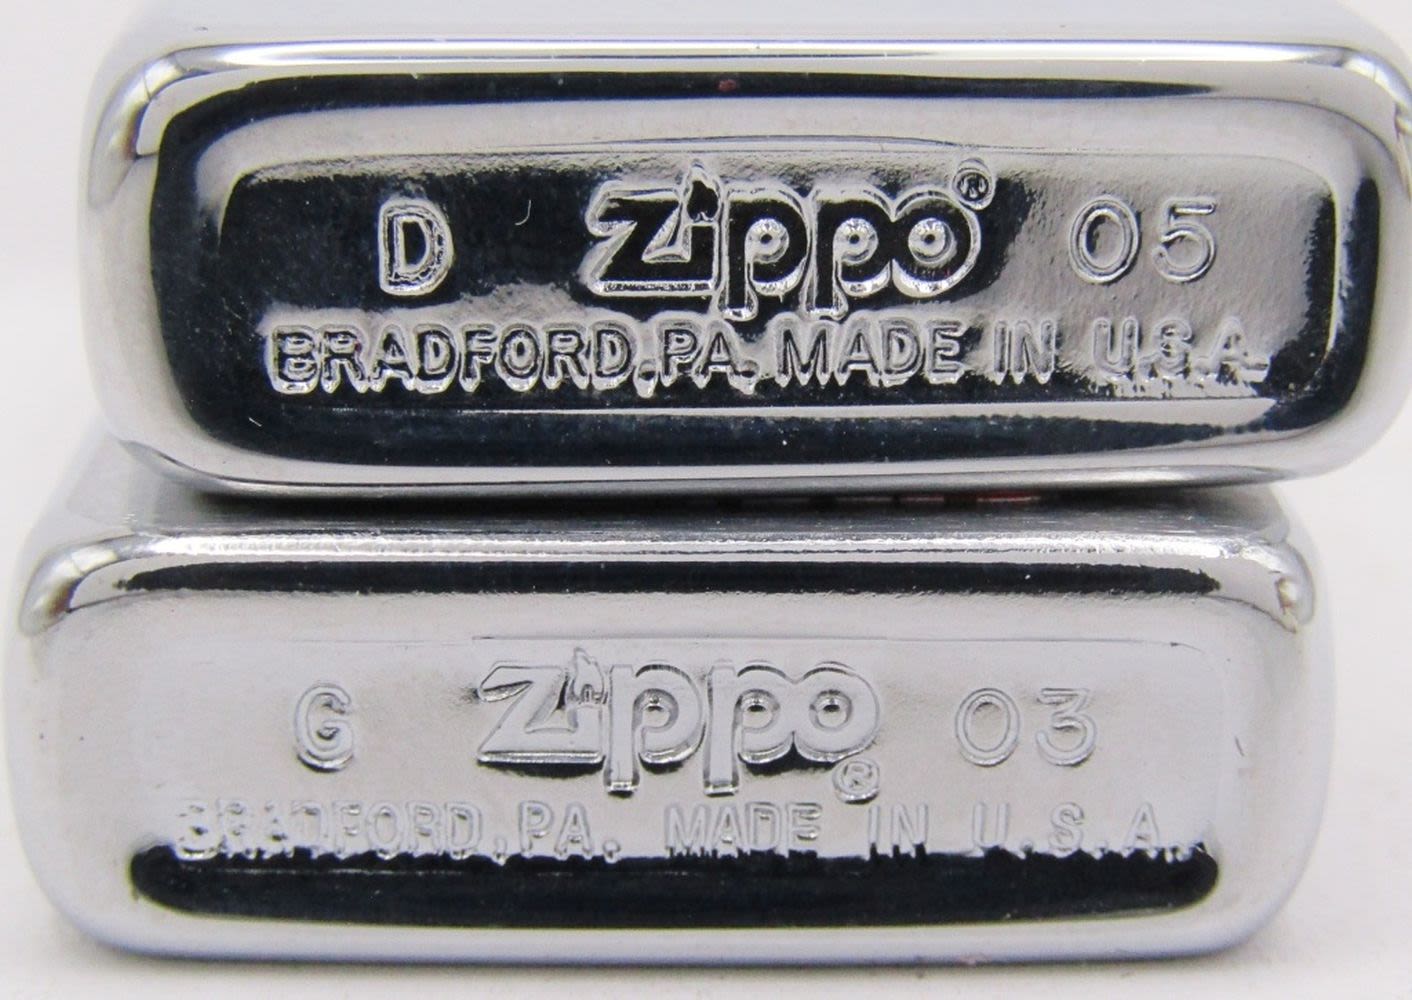 D Zippo® 05
BRADFORD,PA. MADE IN U.S.A.
G Zippo® 03
BRADFORD,PA. MADE IN U.S.A.